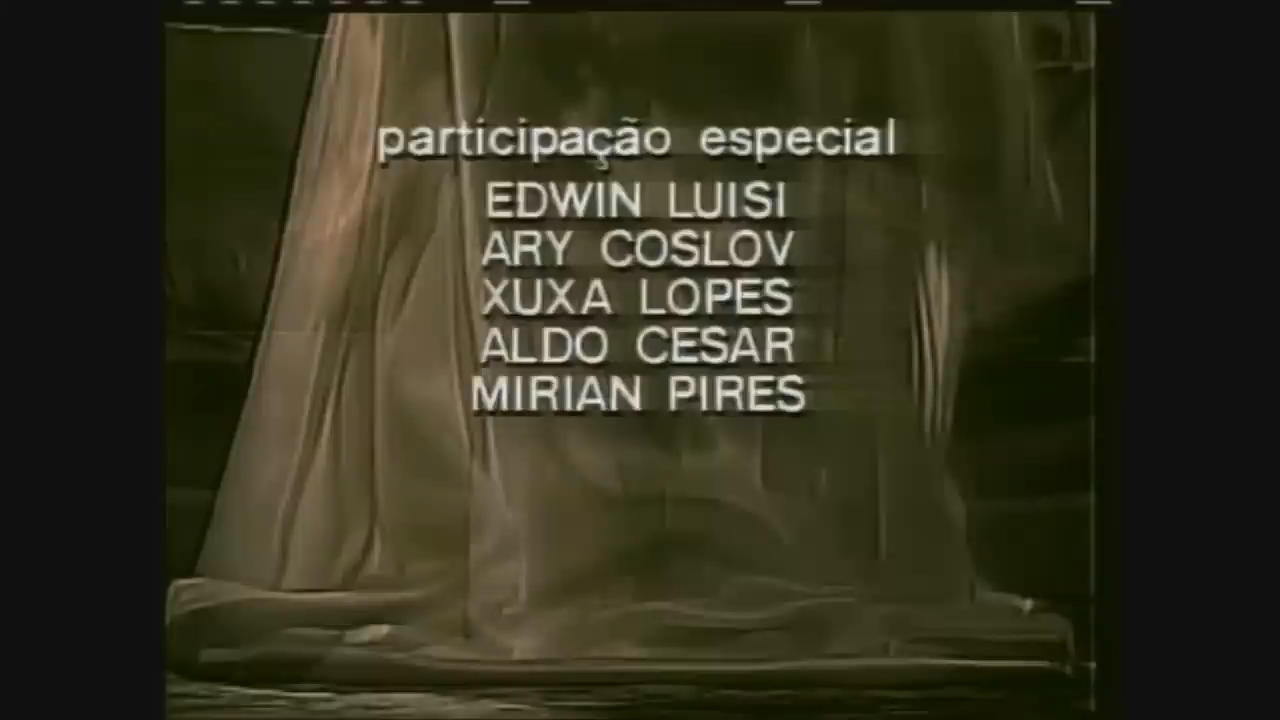 participação especial
EDWIN LUISI
ARY COSLOV
XUXA LOPES
ALDO CESAR
MIRIAN PIRES